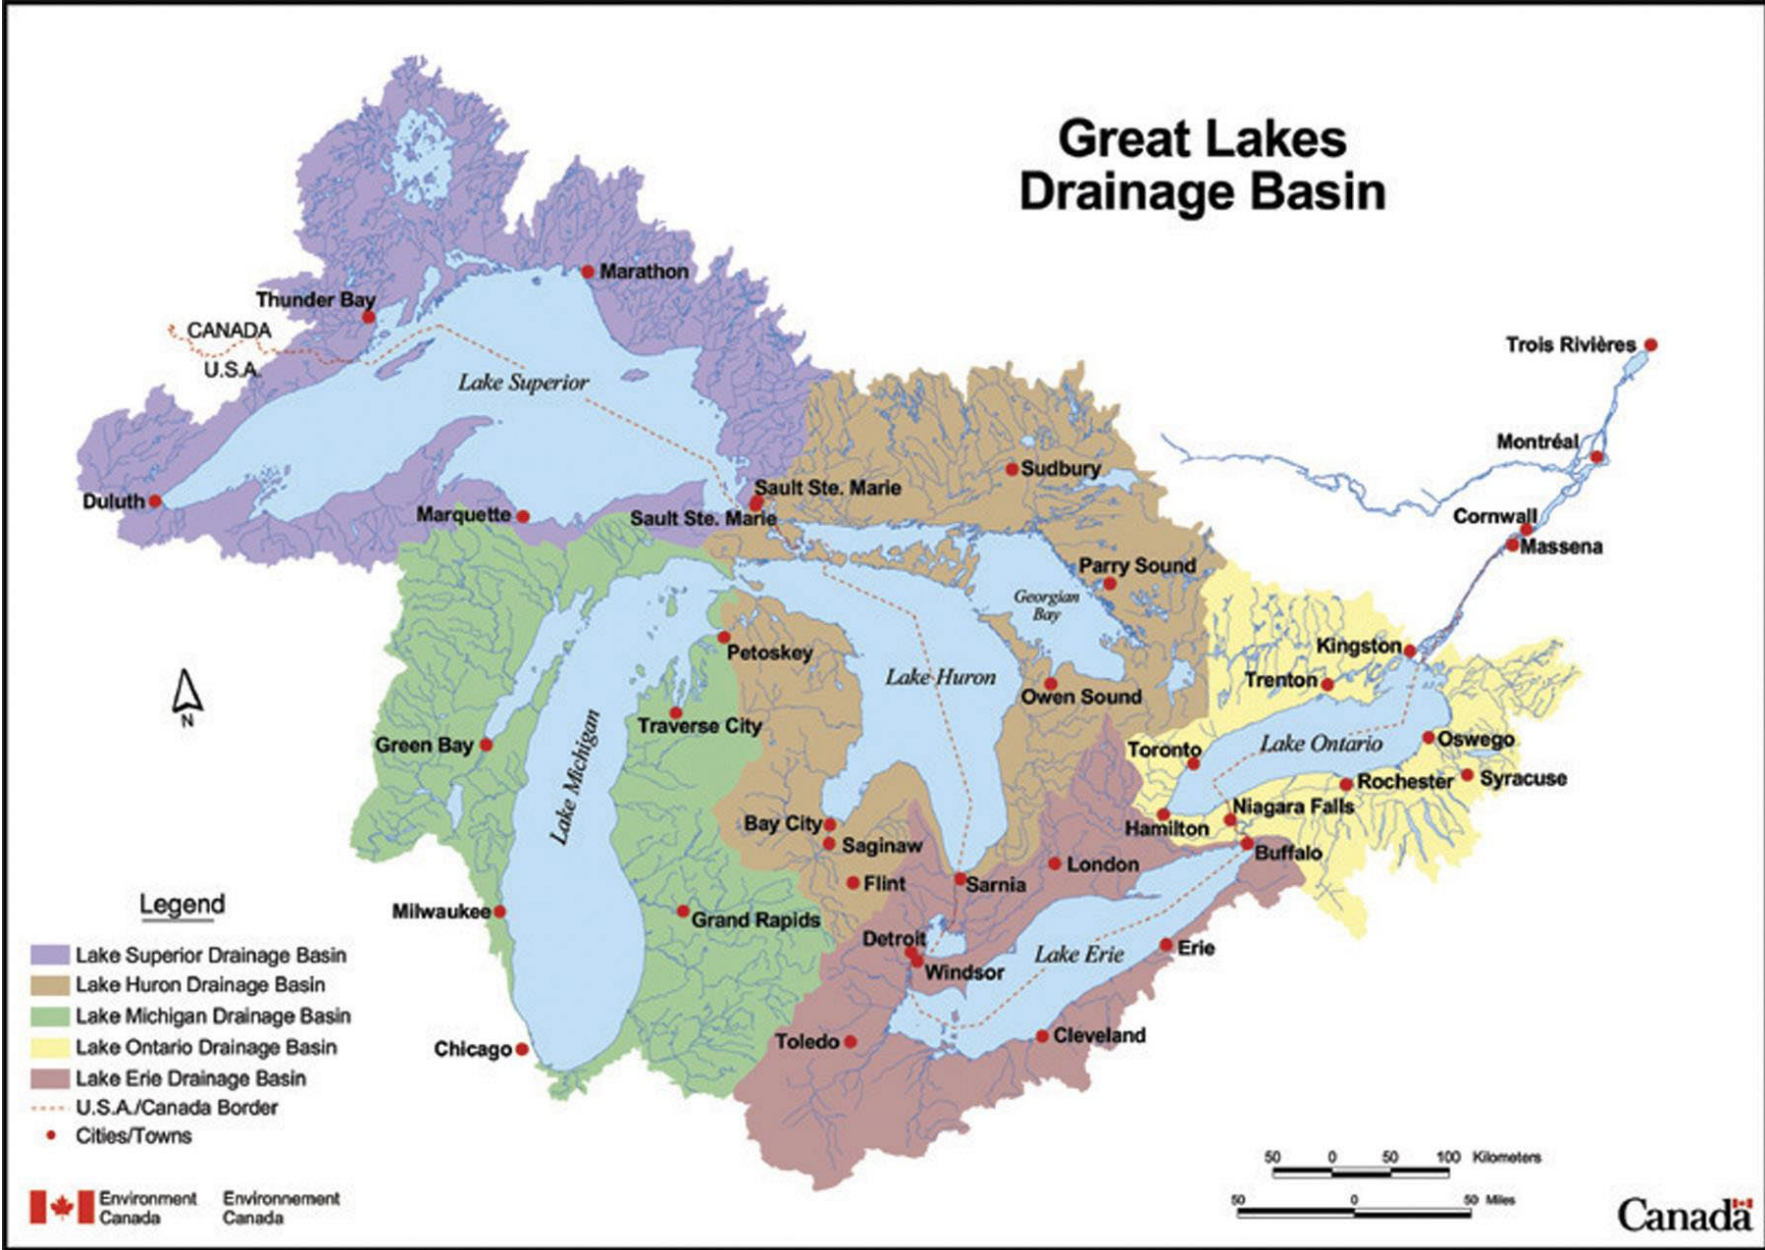 Great Lakes
Drainage Basin
Marathon
Thunder Bay
CANADA
U.S.A.
Lake Superior
Trois Rivières
Montréal
Sudbury
Sault Ste. Marie
Duluth
Marquette
Sault Ste. Marie
Cornwall
Massena
Parry Sound
Georgian
Bay
Kingston
Petoskey
Lake Huron
Trenton
Owen Sound
N
Traverse City
Green Bay
Lake Michigan
Toronto
Lake Ontario
Oswego
Syracuse
Rochester
Niagara Falls
Bay City
Hamilton
Saginaw
Buffalo
London
Flint
Sarnia
Legend
Milwaukee
Grand Rapids
Detroit
Lake Erie
Erie
Windsor
Lake Superior Drainage Basin
Lake Huron Drainage Basin
Lake Michigan Drainage Basin
Lake Ontario Drainage Basin
Lake Erie Drainage Basin
U.S.A./Canada Border
Cities/Towns
Chicago
Toledo
Cleveland
50 0 50 100 Kilometers
50 0 50 Miles
Environment
Canada
Environnement
Canada
Canada